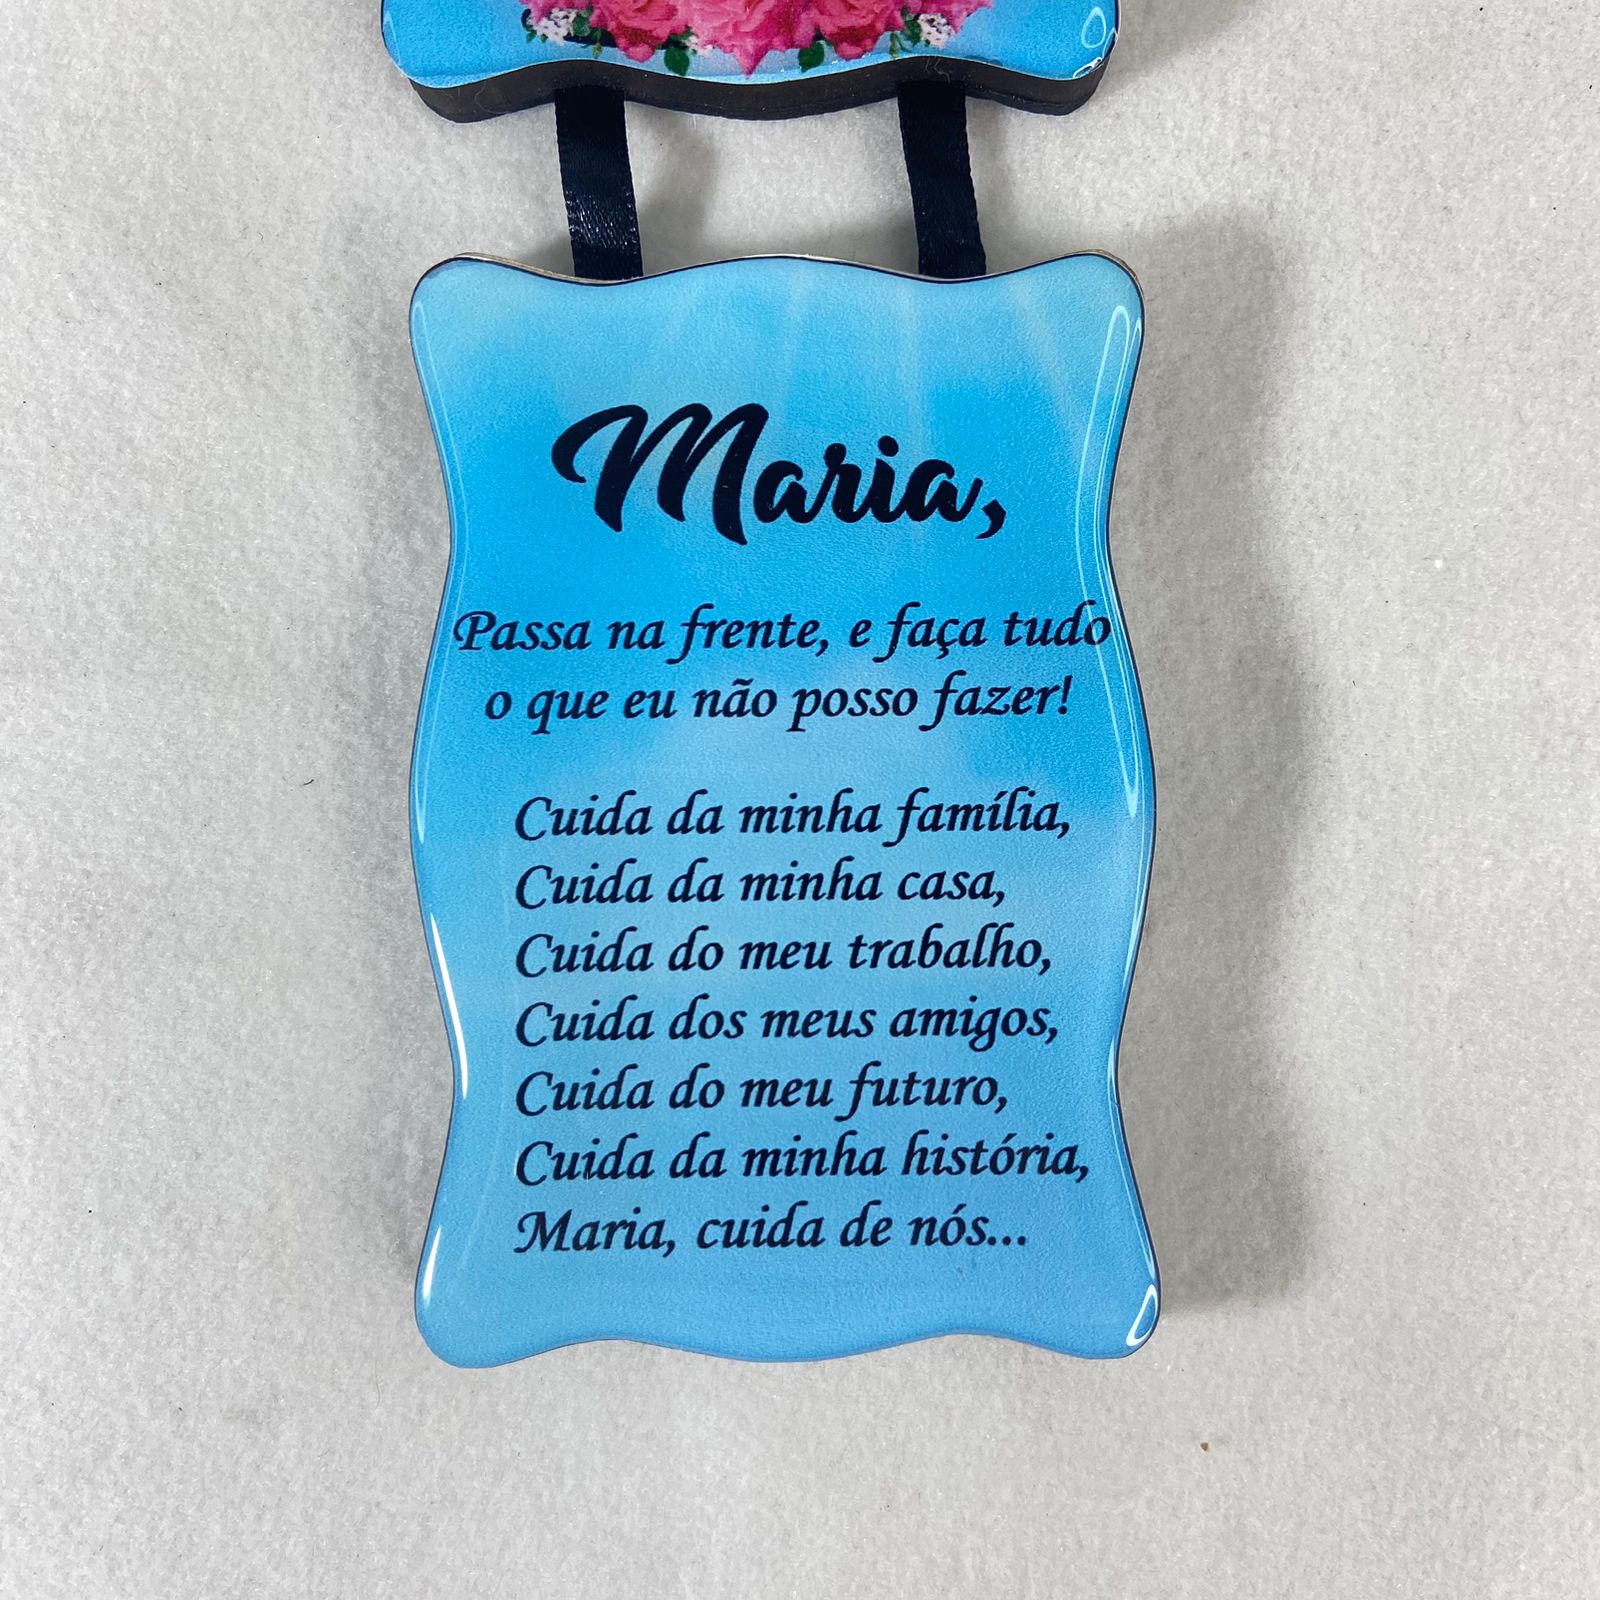 Maria,
Passa na frente, e faça tudo
o que eu não posso fazer!
Cuida da minha família,
Cuida da minha casa,
Cuida do meu trabalho,
Cuida dos meus amigos,
Cuida do meu futuro,
Cuida da minha história,
Maria, cuida de nós...